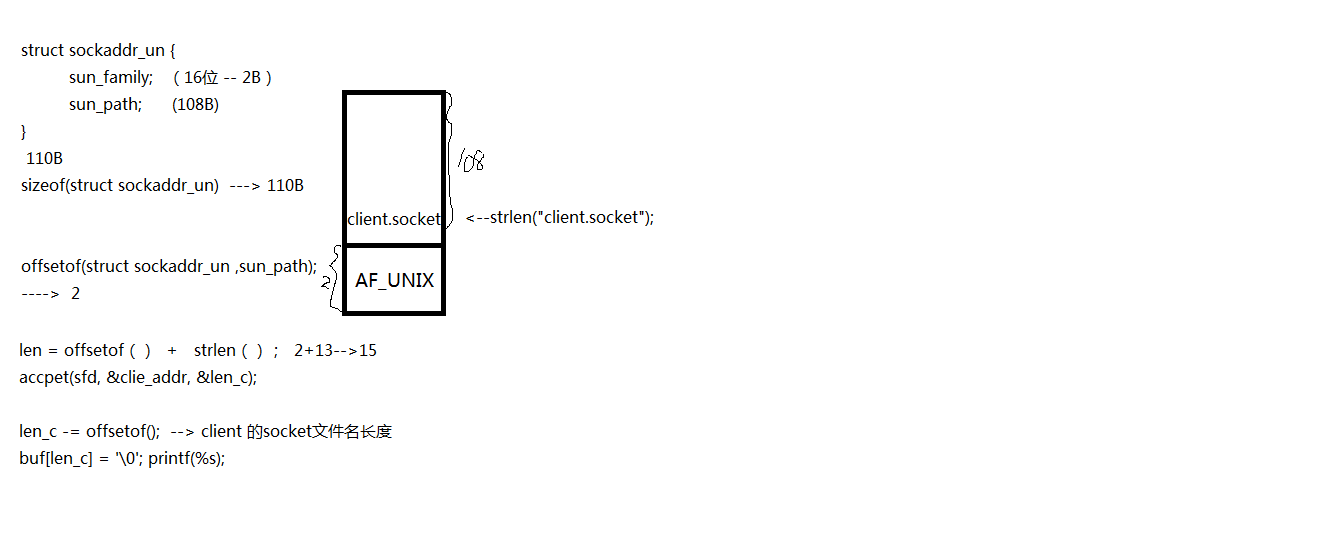 struct sockaddr_un {
sun_family; ( 16位 -- 2B )
sun_path; (108B)
}
110B
sizeof(struct sockaddr_un) ---> 110B
108
client.socket <--strlen("client.socket");
offsetof(struct sockaddr_un ,sun_path);
----> 2
2
AF_UNIX
len = offsetof ( ) + strlen ( ) ; 2+13-->15
accpet(sfd, &clie_addr, &len_c);
len_c -= offsetof(); --> client 的socket文件名长度
buf[len_c] = '\0'; printf(%s);